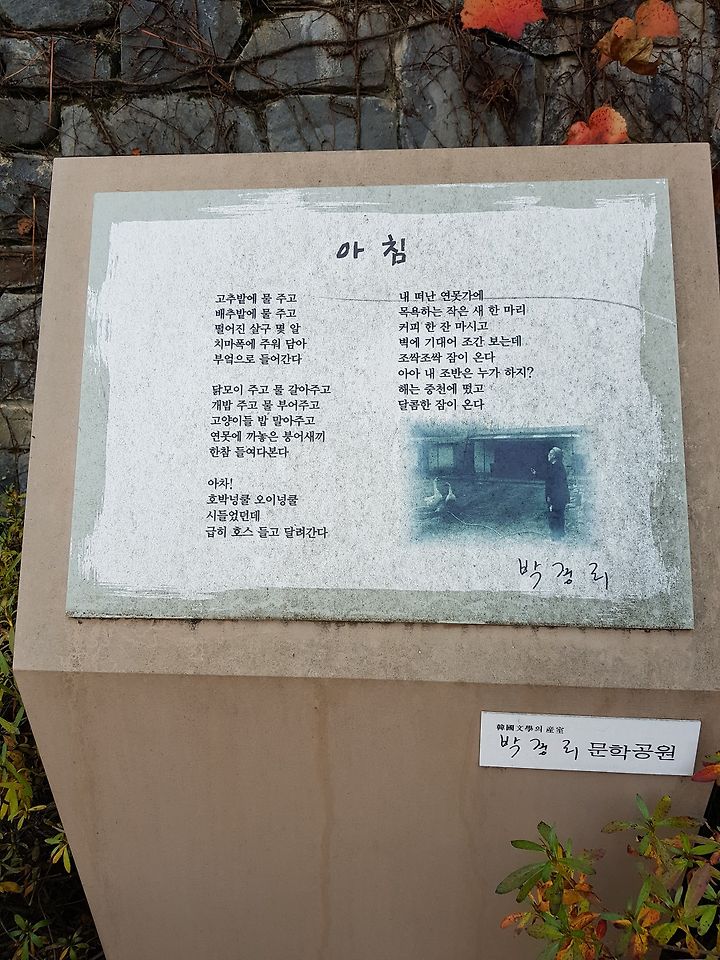 아침
고추밭에 물 주고
배추밭에 물 주고
떨어진 살구 몇 알
치마폭에 주워 담아
부엌으로 들어간다
닭모이 주고 물 갈아주고
개밥 주고 물 부어주고
고양이들 밥 말아주고
연못에 까놓은 붕어새끼
한참 들여다본다
아차!
호박넝쿨 오이넝쿨
시들었던데
급히 호스 들고 달려간다
내 떠난 연못가에
목욕하는 작은 새 한 마리
커피 한 잔 마시고
벽에 기대어 조간 보는데
조싹조싹 잠이 온다
아아 내 조반은 누가 하지?
해는 중천에 떴고
달콤한 잠이 온다
박경리
韓國文學의 産室
박경리 문학공원